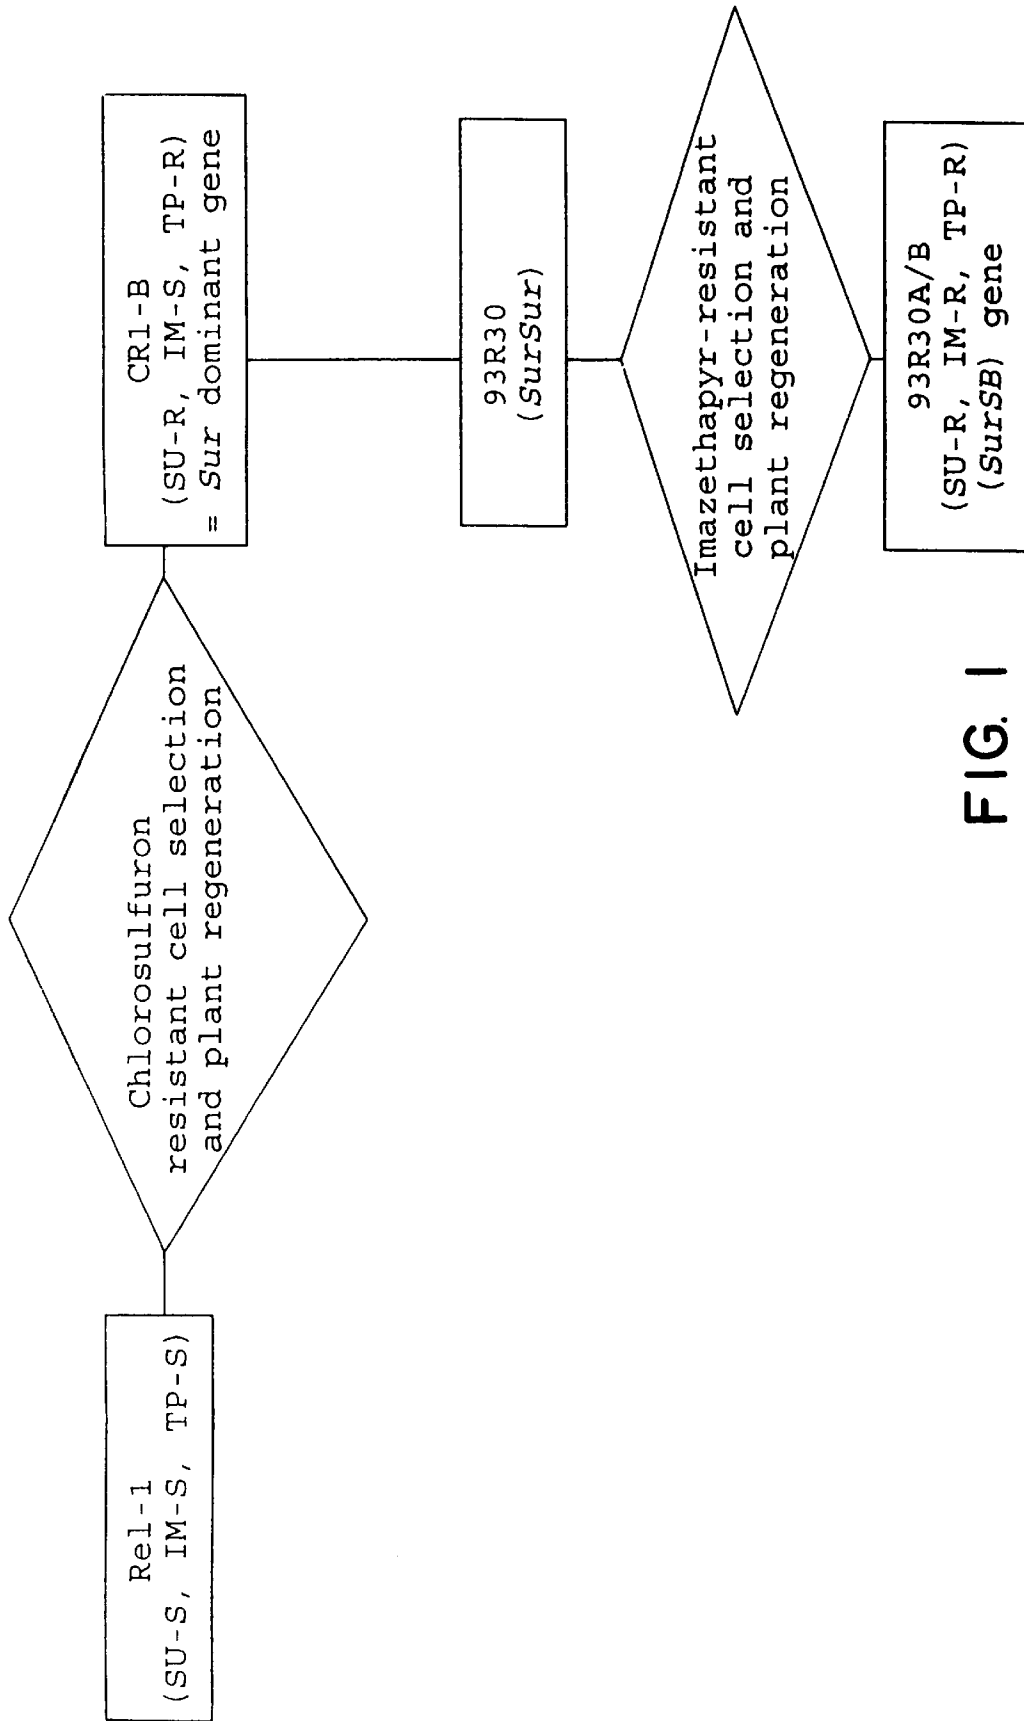 Rel-1
(SU-S, IM-S, TP-S)
Chlorosulfuron
resistant cell selection
and plant regeneration
CR1-B
(SU-R, IM-S, TP-R)
= Sur dominant gene
93R30
(SurSur)
Imazethapyr-resistant
cell selection and
plant regeneration
93R30A/B
(SU-R, IM-R, TP-R)
(SurSB) gene
FIG. 1